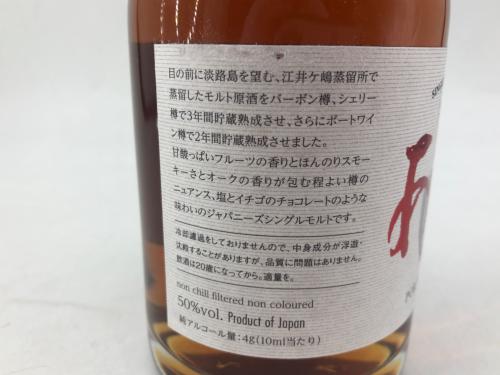 目の前に淡路島を望む、江井ケ嶋蒸留所で
蒸留したモルト原酒をバーボン樽、シェリー
樽で3年間貯蔵熟成させ、さらにポートワイ
ン樽で2年間貯蔵熟成させました。
甘酸っぱいフルーツの香りとほんのりスモー
キーさとオークの香りが包む程よい樽の
ニュアンス、塩とイチゴのチョコレートのような
味わいのジャパニーズシングルモルトです。
冷却濾過をしておりませんので、中身成分が浮遊・
沈殿することがありますが、品質に問題はありません。
飲酒は20歳になってから。適量を。
non chill filtered non coloured
50%vol. Product of Japan
純アルコール量:4g(10ml当たり)
あ